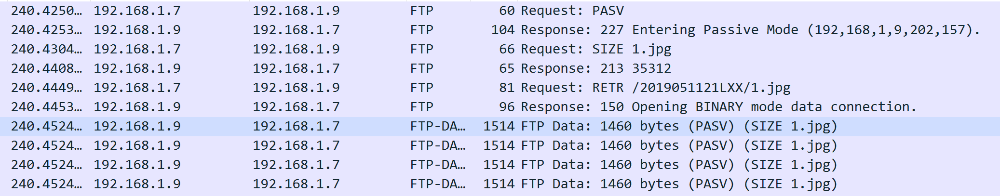 240.4250… 192.168.1.7 192.168.1.9 FTP 60 Request: PASV
240.4253… 192.168.1.9 192.168.1.7 FTP 104 Response: 227 Entering Passive Mode (192,168,1,9,202,157).
240.4304… 192.168.1.7 192.168.1.9 FTP 66 Request: SIZE 1.jpg
240.4408… 192.168.1.9 192.168.1.7 FTP 65 Response: 213 35312
240.4449… 192.168.1.7 192.168.1.9 FTP 81 Request: RETR /2019051121LXX/1.jpg
240.4453… 192.168.1.9 192.168.1.7 FTP 96 Response: 150 Opening BINARY mode data connection.
240.4524… 192.168.1.9 192.168.1.7 FTP-DA… 1514 FTP Data: 1460 bytes (PASV) (SIZE 1.jpg)
240.4524… 192.168.1.9 192.168.1.7 FTP-DA… 1514 FTP Data: 1460 bytes (PASV) (SIZE 1.jpg)
240.4524… 192.168.1.9 192.168.1.7 FTP-DA… 1514 FTP Data: 1460 bytes (PASV) (SIZE 1.jpg)
240.4524… 192.168.1.9 192.168.1.7 FTP-DA… 1514 FTP Data: 1460 bytes (PASV) (SIZE 1.jpg)